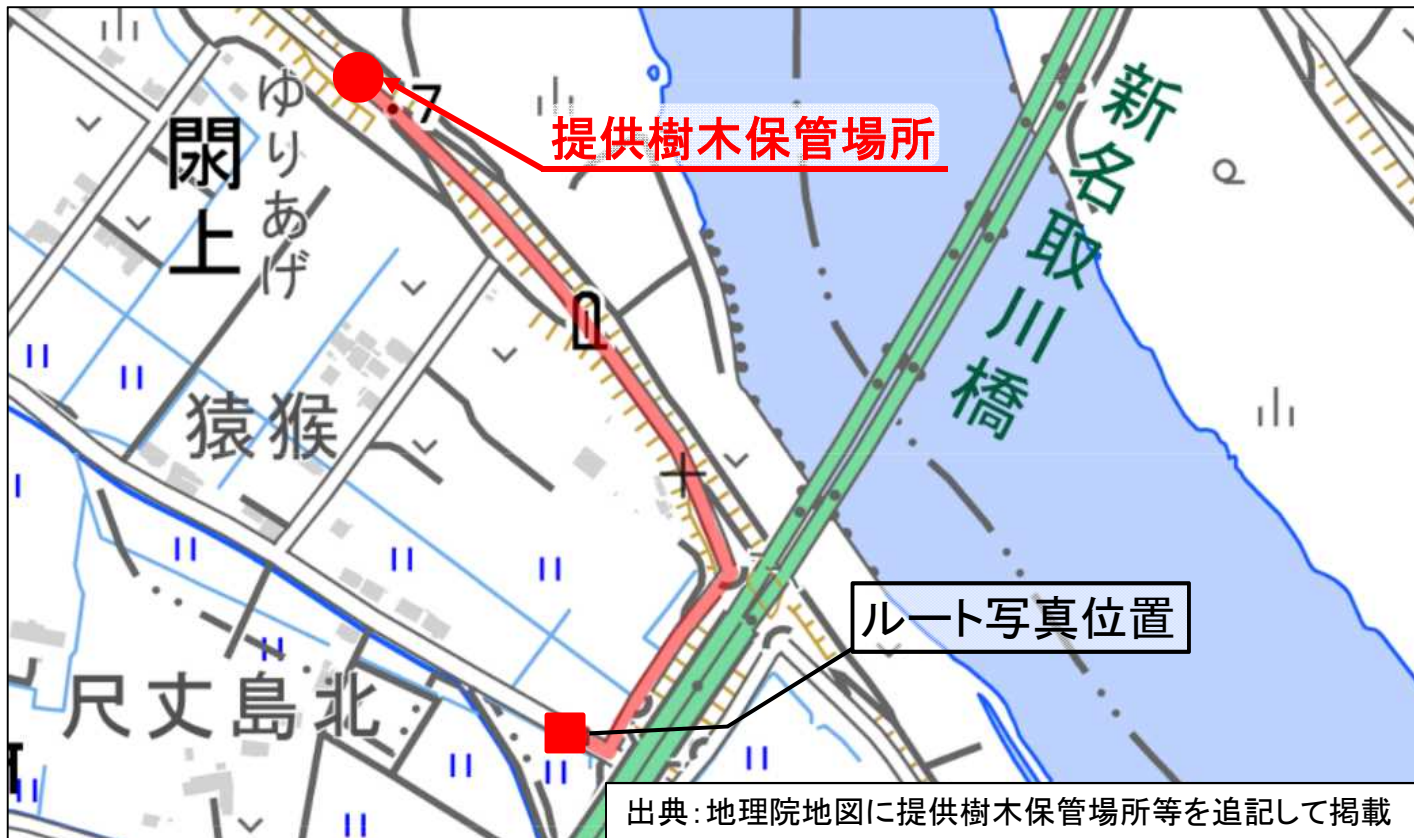 7
提供樹木保管場所
新名取川橋
閖上
ゆりあげ
猿猴
ルート写真位置
尺丈島北
出典:地理院地図に提供樹木保管場所等を追記して掲載